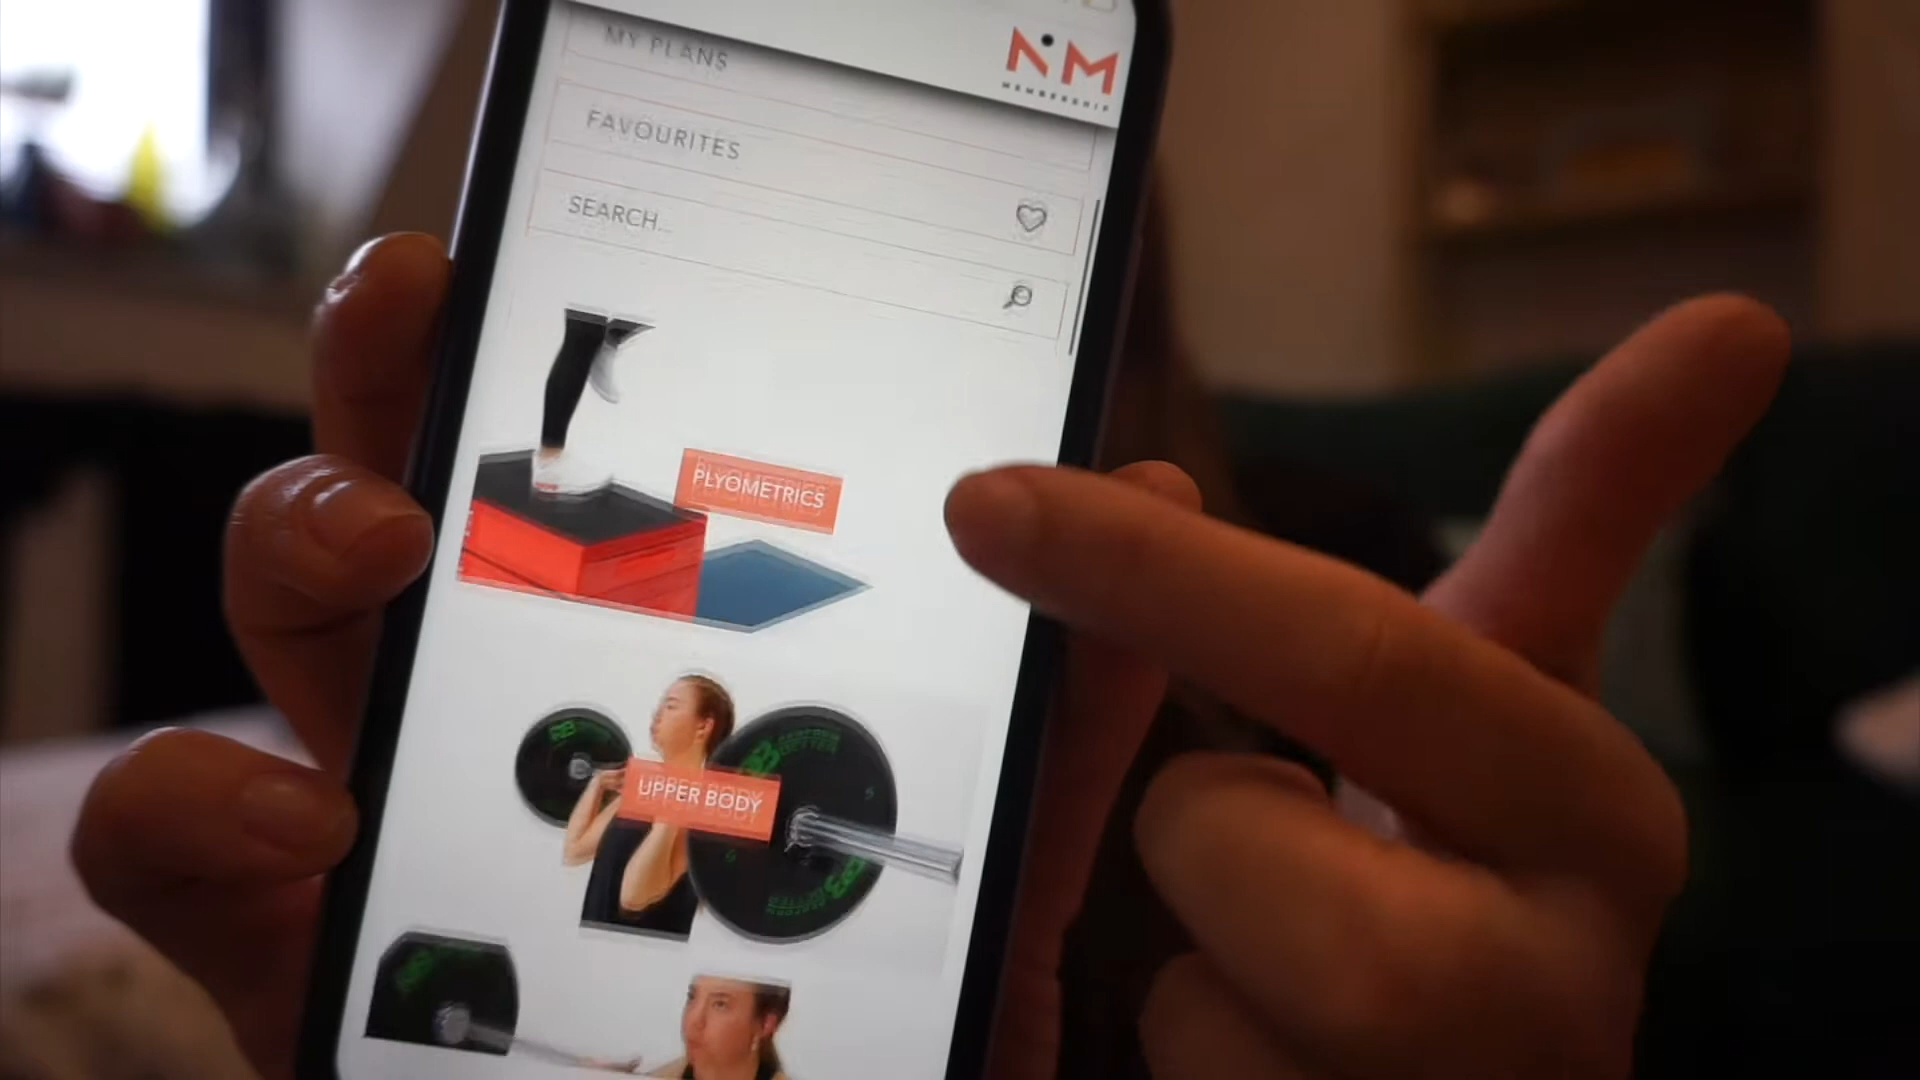 NM
MEMBERSHIP
MY PLANS
FAVOURITES
SEARCH...
PLYOMETRICS
UPPER BODY